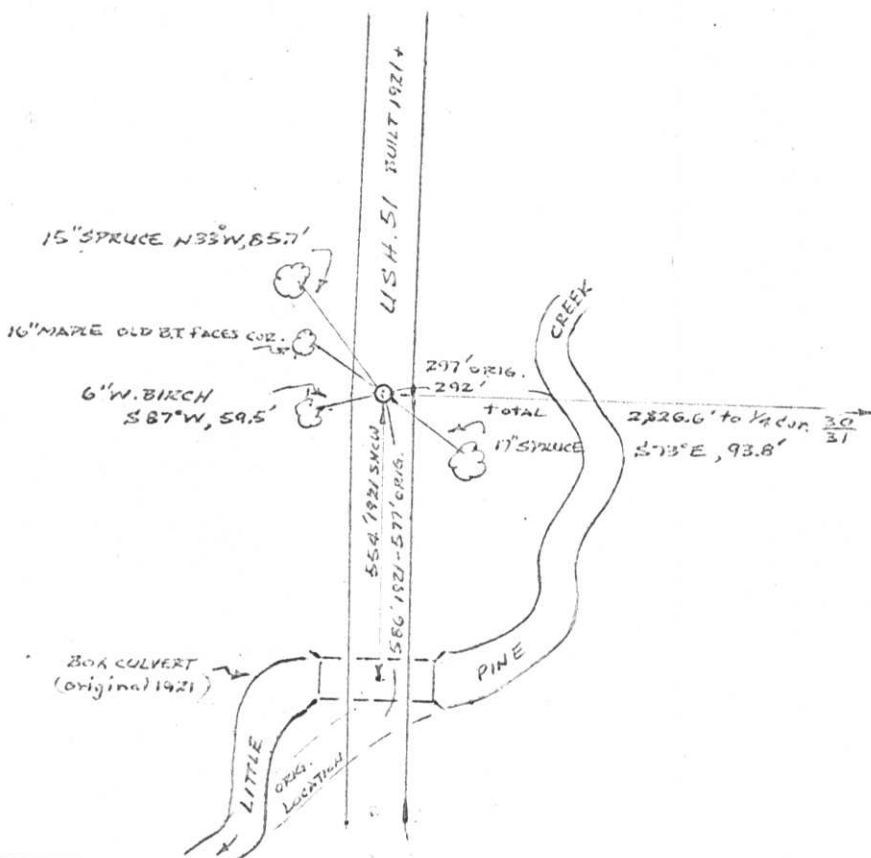 USH. 51 BUILT 1921+
15" SPRUCE N33°W, 85.7'
CREEK
16" MAPLE OLD B.T. FACES COR.
297' ORIG.
292'
6" W. BIRCH
S87°W, 59.5'
TOTAL
2,826.6' to 1/4 cor. 30/31
17" SPRUCE
S73°E, 93.8'
554' 1921
586' 1921 - 577' ORIG.
BOX CULVERT
(original 1921)
PINE
LITTLE
ORIG.
LOCATION